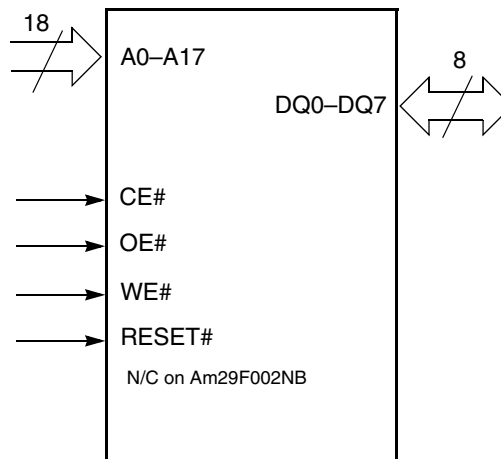 18
A0–A17
8
DQ0–DQ7
CE#
OE#
WE#
RESET#
N/C on Am29F002NB